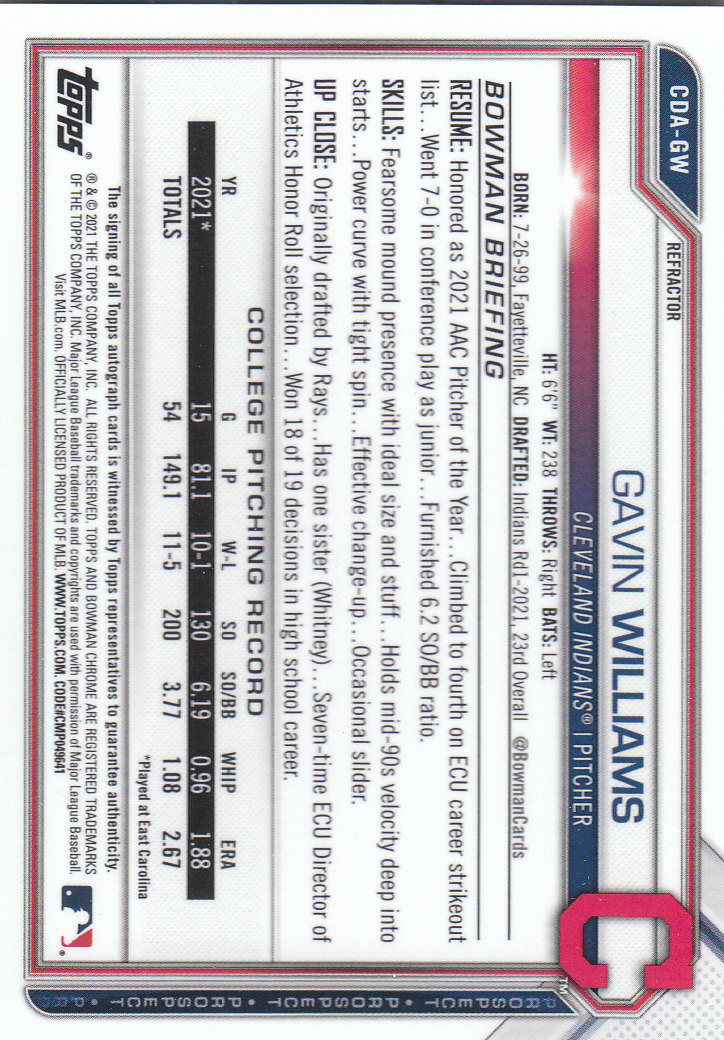 CDA-GW
REFRACTOR
GAVIN WILLIAMS
CLEVELAND INDIANS® | PITCHER
HT: 6'6" WT: 238 THROWS: Right BATS: Left
BORN: 7-26-99, Fayetteville, NC DRAFTED: Indians Rd1-2021, 23rd Overall @BowmanCards
BOWMAN BRIEFING
RESUME: Honored as 2021 AAC Pitcher of the Year...Climbed to fourth on ECU career strikeout
list...Went 7-0 in conference play as junior...Furnished 6.2 SO/BB ratio.
SKILLS: Fearsome mound presence with ideal size and stuff...Holds mid-90s velocity deep into
starts...Power curve with tight spin...Effective change-up...Occasional slider.
UP CLOSE: Originally drafted by Rays...Has one sister (Whitney)...Seven-time ECU Director of
Athletics Honor Roll selection...Won 18 of 19 decisions in high school career.
COLLEGE PITCHING RECORD
YR G IP W-L SO SO/BB WHIP ERA
2021* 15 81.1 10-1 130 6.19 0.96 1.88
TOTALS 54 149.1 11-5 200 3.77 1.08 2.67
*Played at East Carolina
The signing of all Topps autograph cards is witnessed by Topps representatives to guarantee authenticity.
® & © 2021 THE TOPPS COMPANY, INC. ALL RIGHTS RESERVED. TOPPS AND BOWMAN CHROME ARE REGISTERED TRADEMARKS
OF THE TOPPS COMPANY, INC. Major League Baseball trademarks and copyrights are used with permission of Major League Baseball.
Visit MLB.com. OFFICIALLY LICENSED PRODUCT OF MLB. WWW.TOPPS.COM. CODE#CMP049641
Topps®
C™
PROSPECT • PROSPECT • PROSPECT • PR